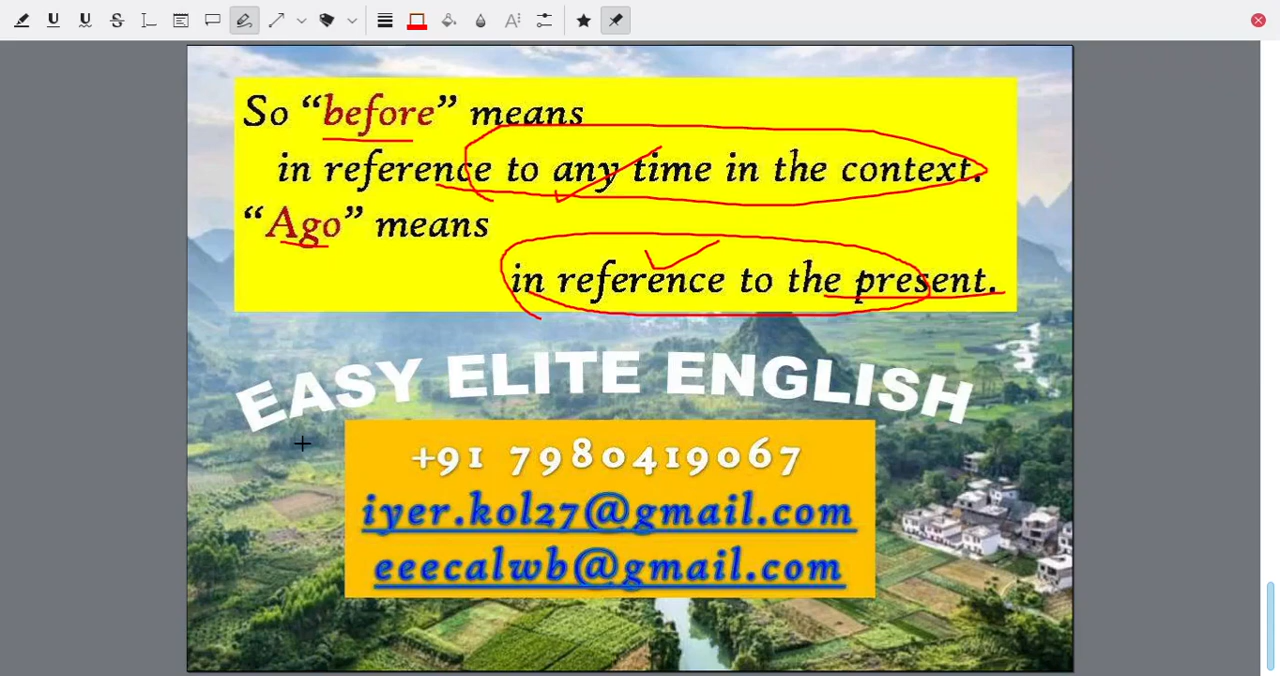 So “before” means
in reference to any time in the context.
“Ago” means
in reference to the present.
EASY ELITE ENGLISH
+91 7980419067
iyer.kol27@gmail.com
eeecalwb@gmail.com